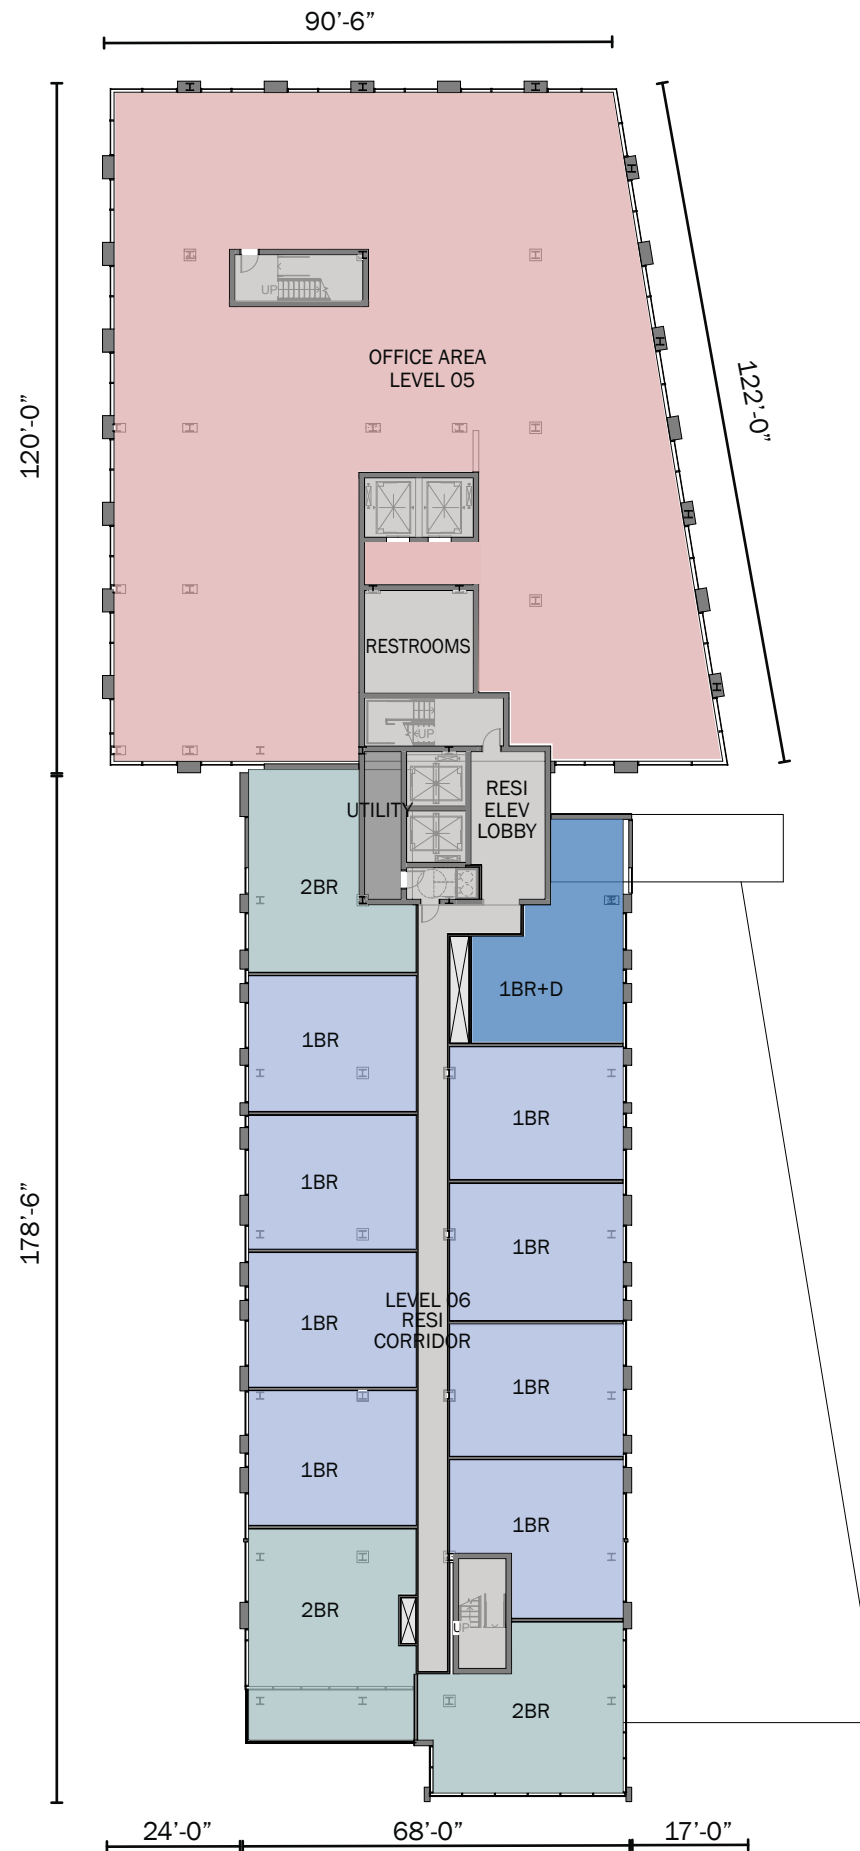 90’-6”
UP
OFFICE AREA
LEVEL 05
120’-0”
122’-0”
RESTROOMS
UP
RESI
ELEV
LOBBY
UTILITY
2BR
1BR+D
1BR
1BR
1BR
1BR
178’-6”
1BR
LEVEL 06
RESI
CORRIDOR
1BR
1BR
1BR
2BR
UP
2BR
24’-0”
68’-0”
17’-0”